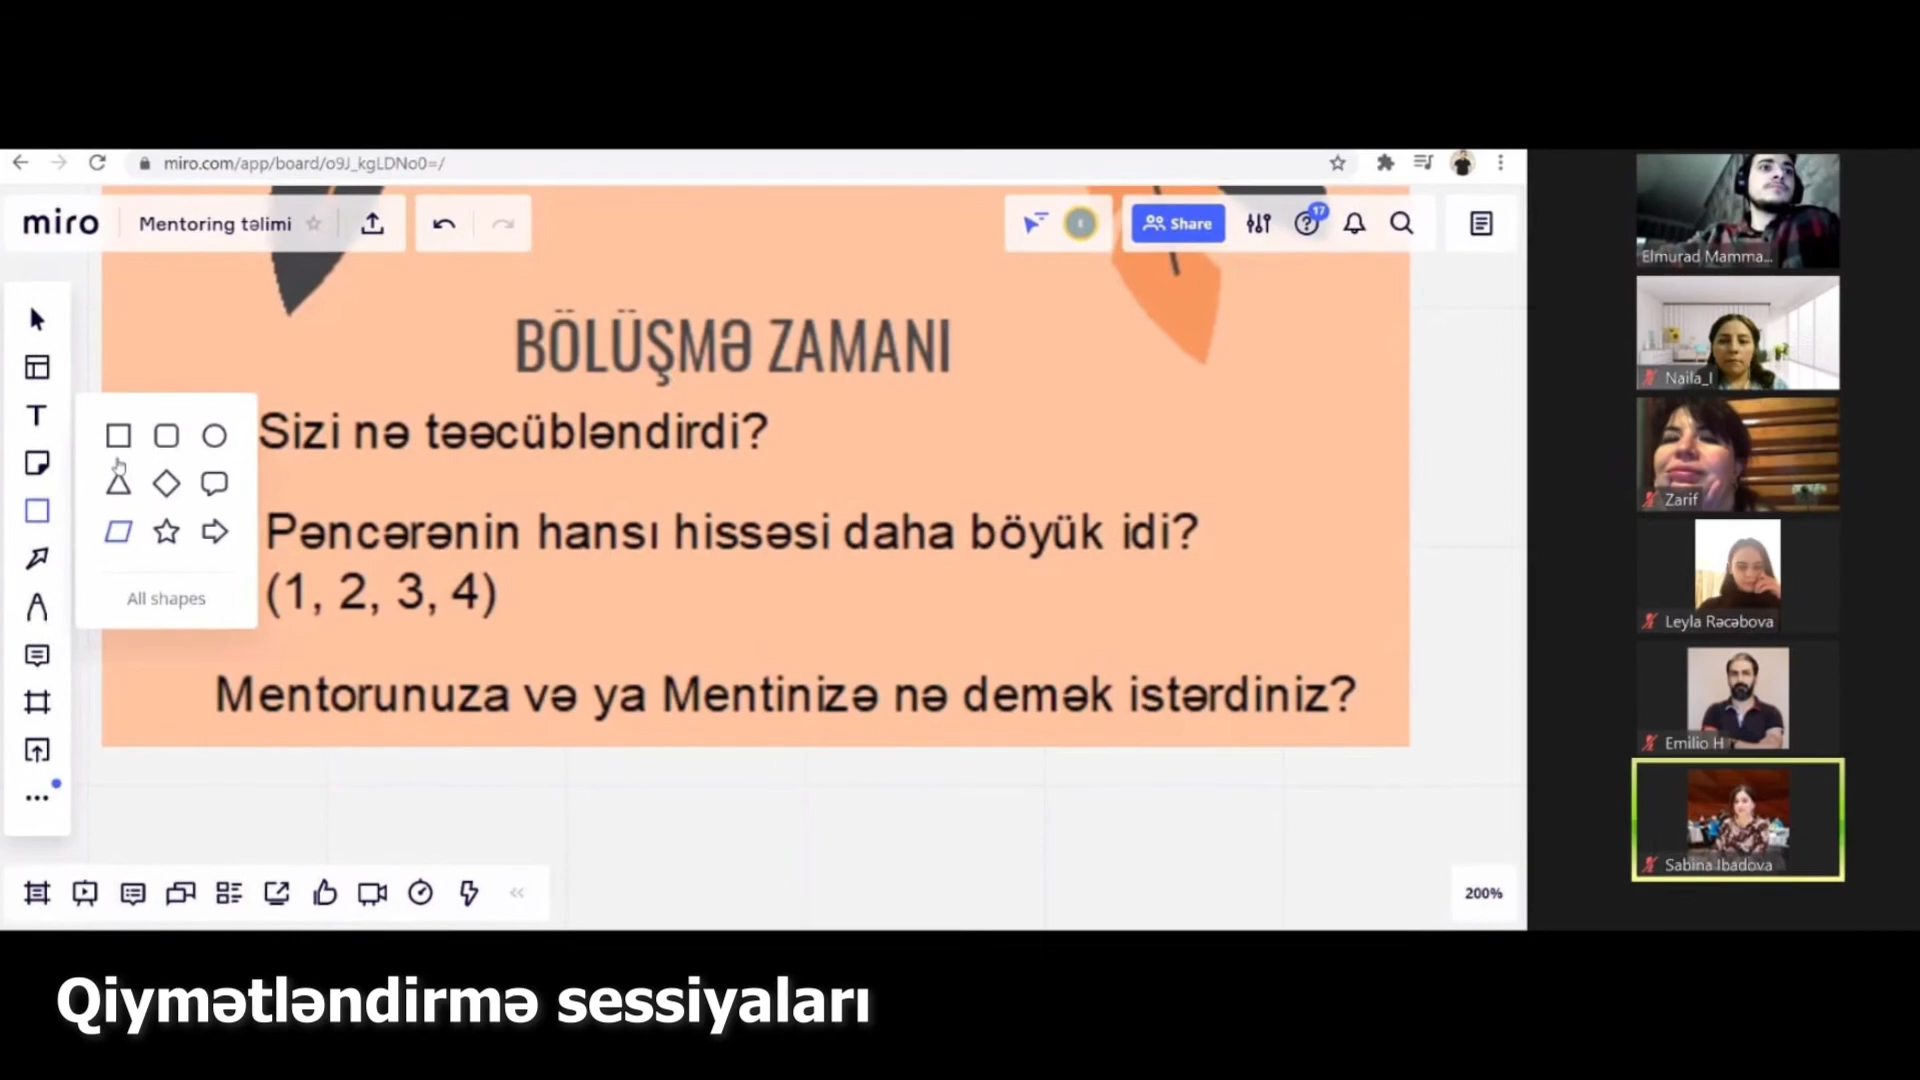 miro.com/app/board/o9J_kgLDNo0=/
miro
Mentoring təlimi
Share
17
BÖLÜŞMƏ ZAMANI
Sizi nə təəcübləndirdi?
Pəncərənin hansı hissəsi daha böyük idi?
(1, 2, 3, 4)
Mentorunuza və ya Mentinizə nə demək istərdiniz?
All shapes
200%
Elmurad Mamma...
Naila_I
Zarif
Leyla Rəcəbova
Emilio H
Sabina Ibadova
Qiymətləndirmə sessiyaları